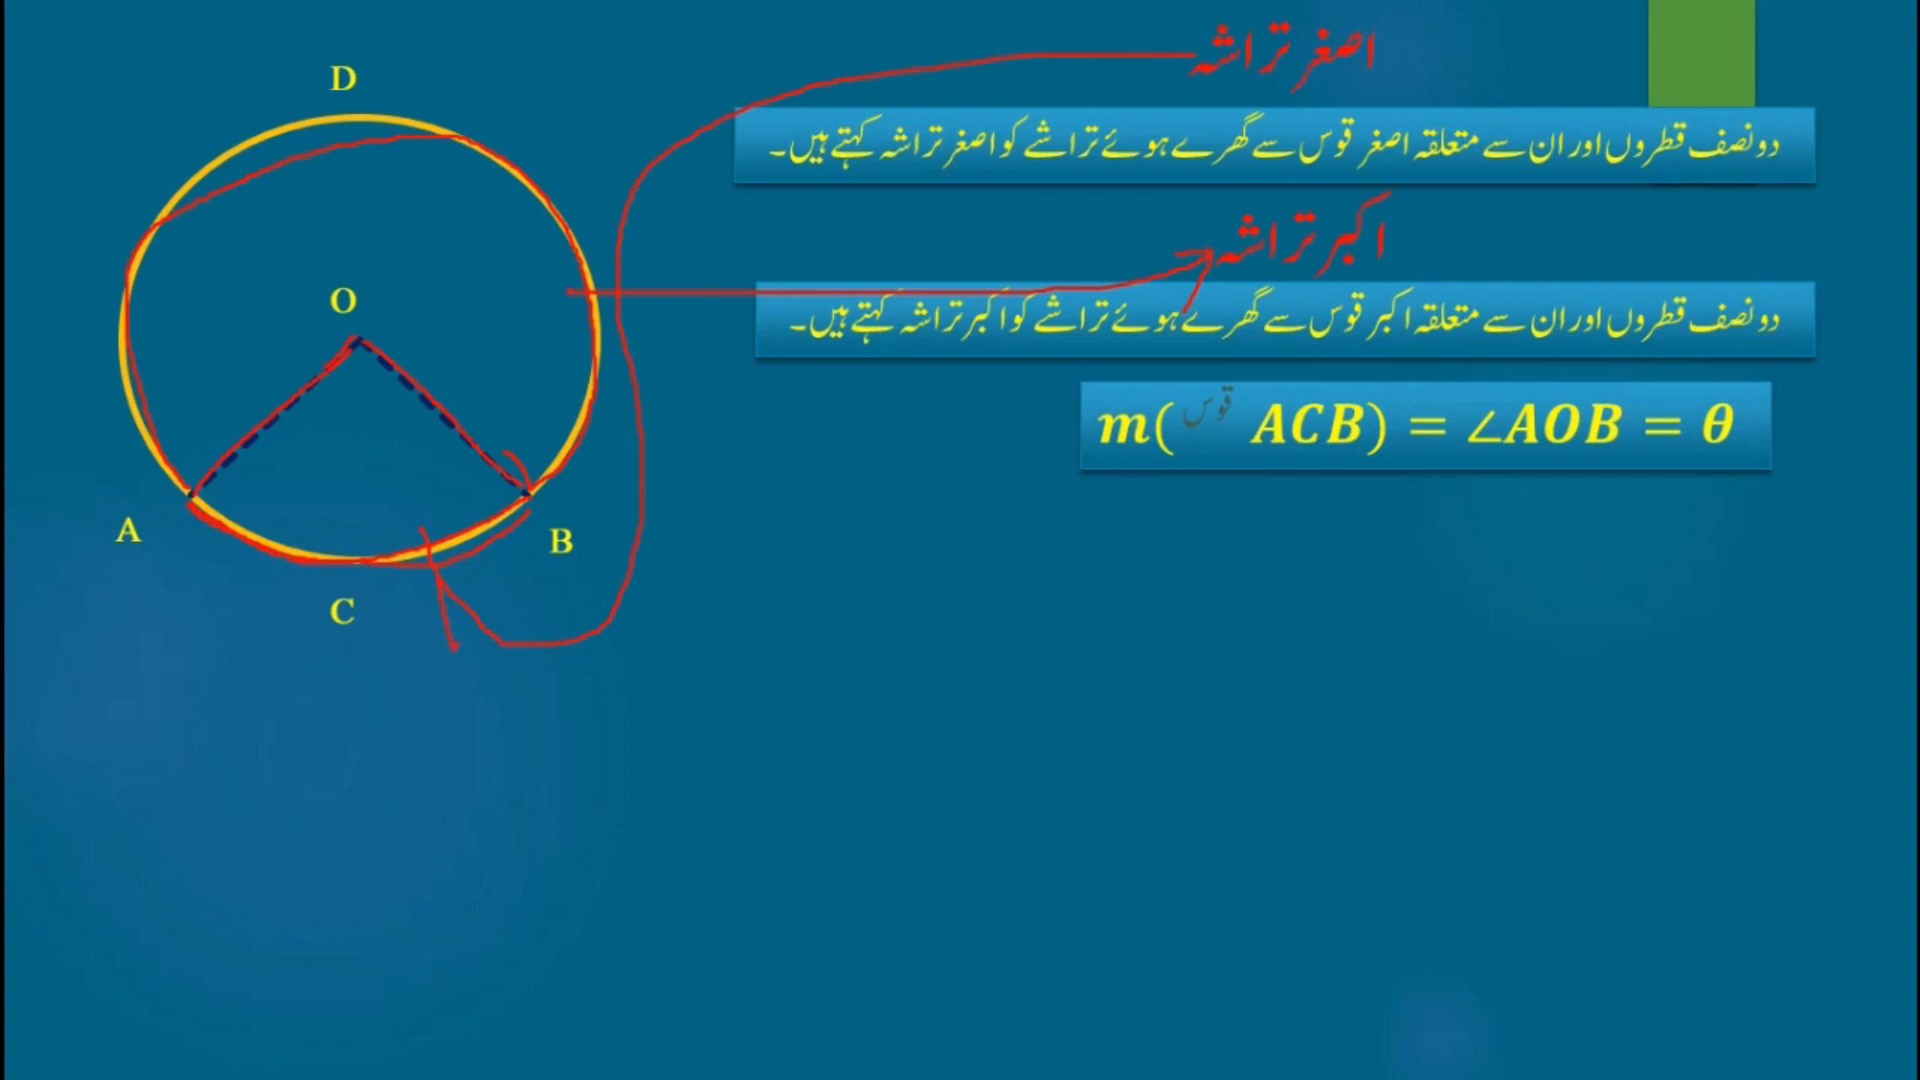 D
O
A
B
C
اصغر تراشہ
دو نصف قطروں اور ان سے متعلقہ اصغر قوس سے گھرے ہوئے تراشے کو اصغر تراشہ کہتے ہیں۔
اکبر تراشہ
دو نصف قطروں اور ان سے متعلقہ اکبر قوس سے گھرے ہوئے تراشے کو اکبر تراشہ کہتے ہیں۔
m(قوس ACB) = ∠AOB = θ